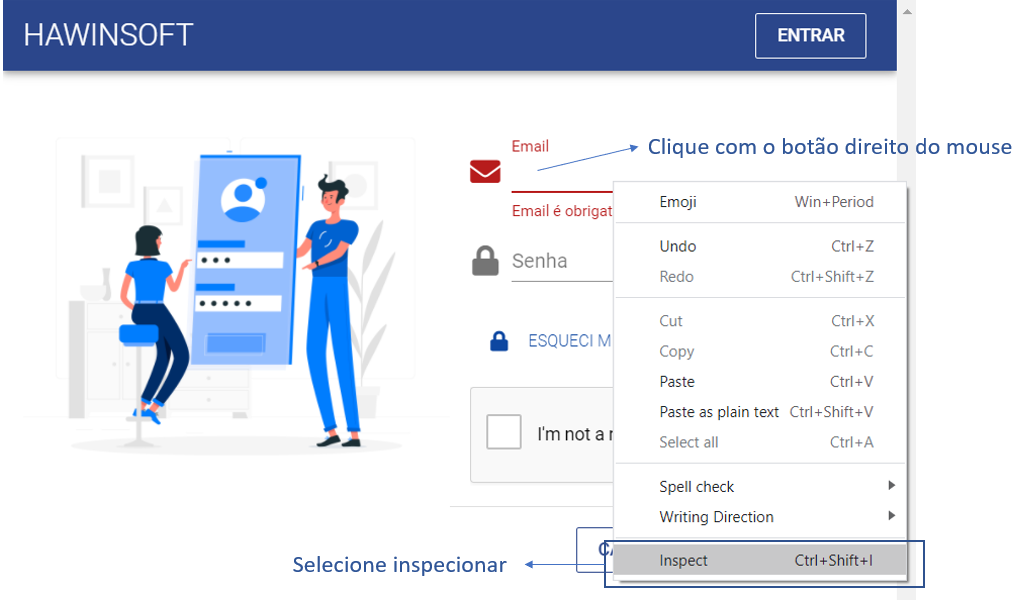 HAWINSOFT
ENTRAR
Email
Clique com o botão direito do mouse
Email é obrigat
Senha
ESQUECI M
I'm not a r
Emoji Win+Period
Undo Ctrl+Z
Redo Ctrl+Shift+Z
Cut Ctrl+X
Copy Ctrl+C
Paste Ctrl+V
Paste as plain text Ctrl+Shift+V
Select all Ctrl+A
Spell check
Writing Direction
Inspect Ctrl+Shift+I
Selecione inspecionar